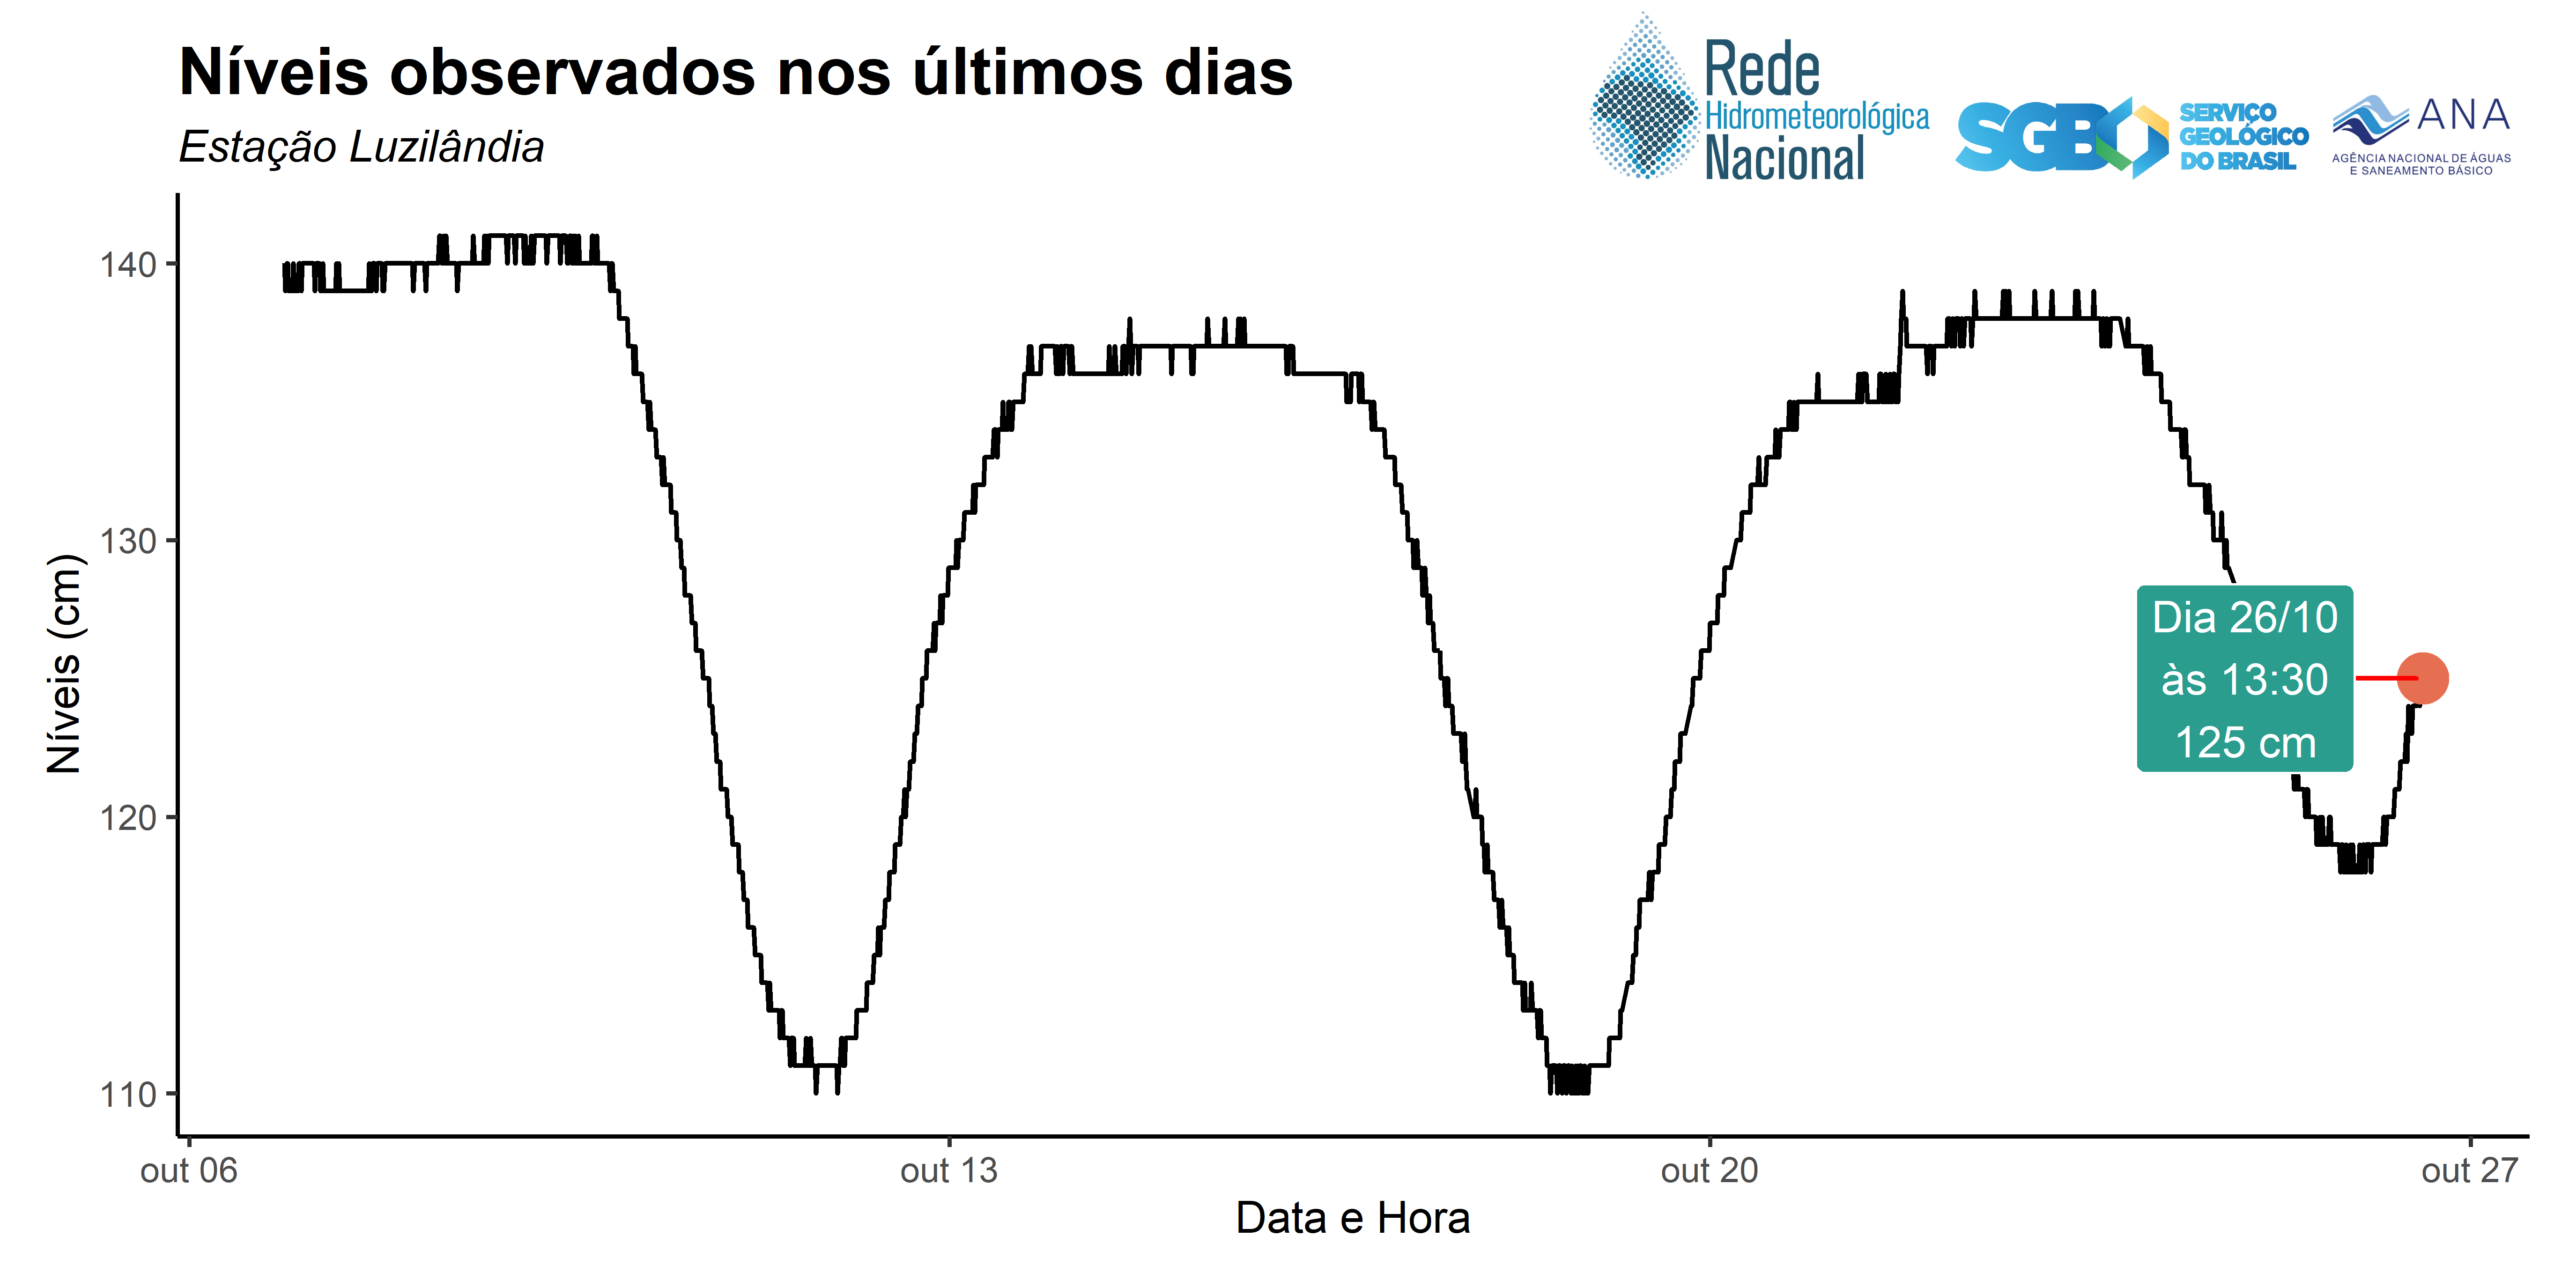 Níveis observados nos últimos dias
Estação Luzilândia
Rede
Hidrometeorológica
Nacional
SGB
SERVIÇO
GEOLÓGICO
DO BRASIL
ANA
AGÊNCIA NACIONAL DE ÁGUAS
E SANEAMENTO BÁSICO
Níveis (cm)
140
130
120
110
Dia 26/10
às 13:30
125 cm
out 06
out 13
out 20
out 27
Data e Hora